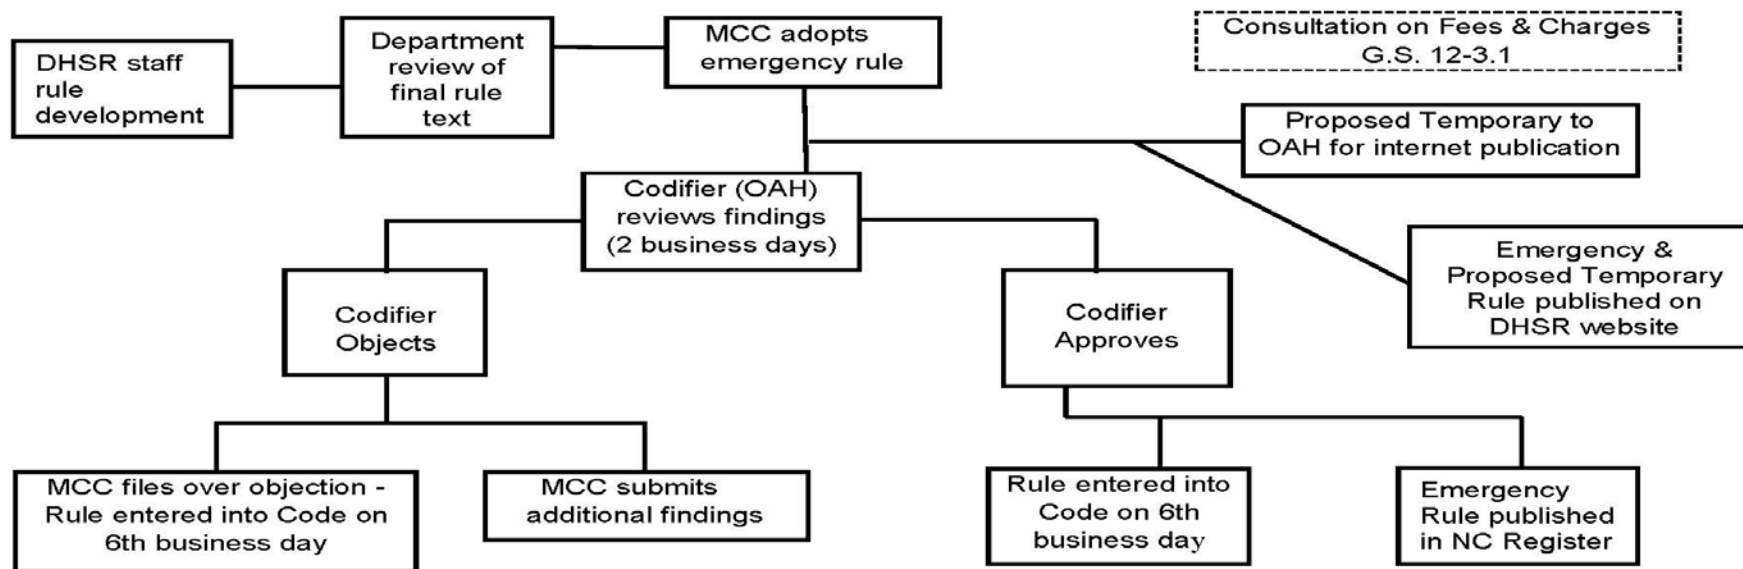 DHSR staff
rule
development
Department
review of
final rule
text
MCC adopts
emergency rule
Consultation on Fees & Charges
G.S. 12-3.1
Proposed Temporary to
OAH for internet publication
Codifier (OAH)
reviews findings
(2 business days)
Emergency &
Proposed Temporary
Rule published on
DHSR website
Codifier
Objects
Codifier
Approves
MCC files over objection -
Rule entered into Code on
6th business day
MCC submits
additional findings
Rule entered into
Code on 6th
business day
Emergency
Rule published
in NC Register